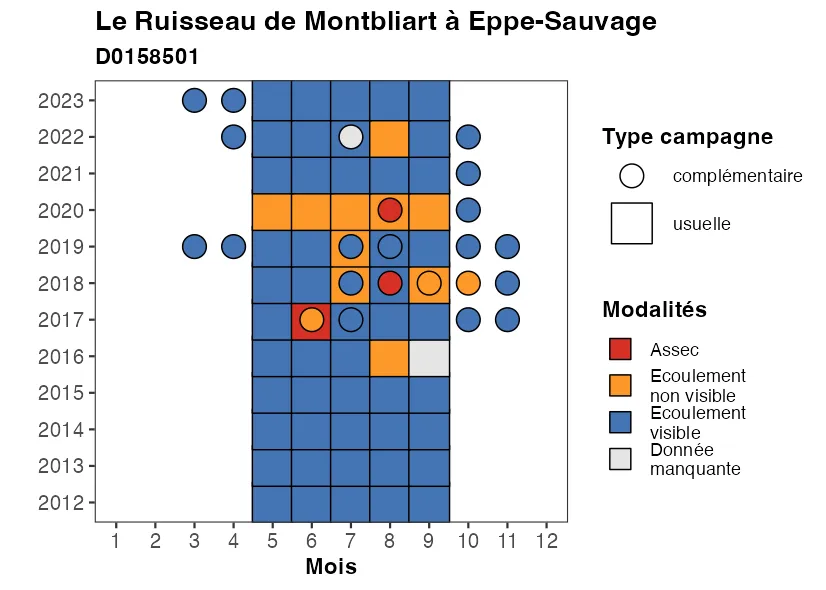 Le Ruisseau de Montbliart à Eppe-Sauvage
D0158501
2023
2022
2021
2020
2019
2018
2017
2016
2015
2014
2013
2012
1 2 3 4 5 6 7 8 9 10 11 12
Mois
Type campagne
complémentaire
usuelle
Modalités
Assec
Ecoulement
non visible
Ecoulement
visible
Donnée
manquante